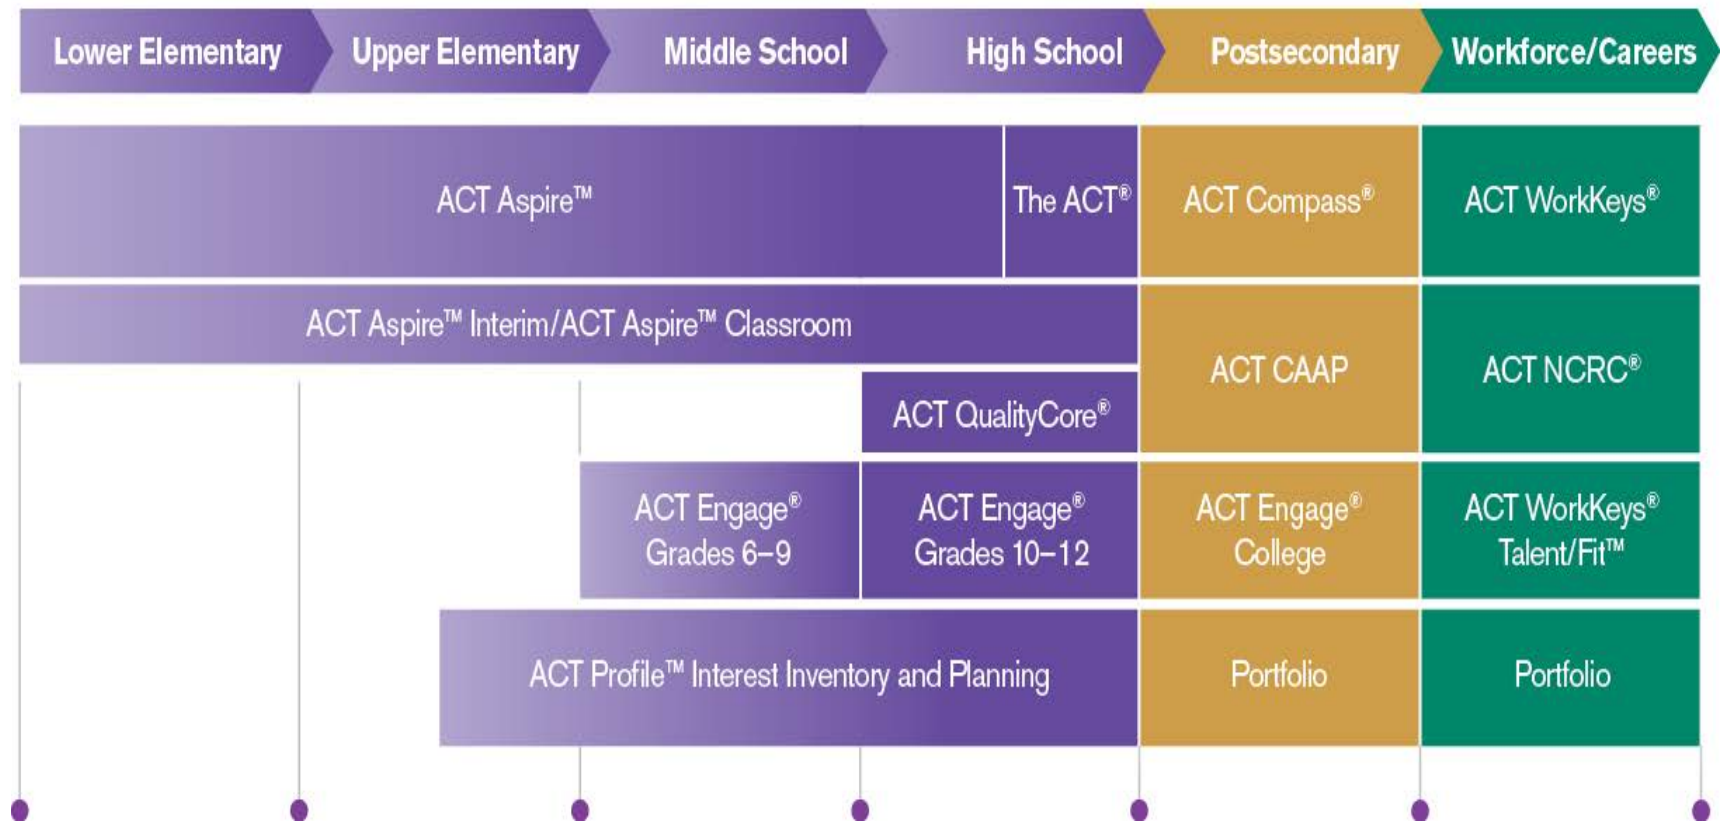 Lower Elementary
Upper Elementary
Middle School
High School
Postsecondary
Workforce/Careers
ACT Aspire™
The ACT®
ACT Compass®
ACT WorkKeys®
ACT Aspire™ Interim/ACT Aspire™ Classroom
ACT CAAP
ACT NCRC®
ACT QualityCore®
ACT Engage®
Grades 6–9
ACT Engage®
Grades 10–12
ACT Engage®
College
ACT WorkKeys®
Talent/Fit™
ACT Profile™ Interest Inventory and Planning
Portfolio
Portfolio